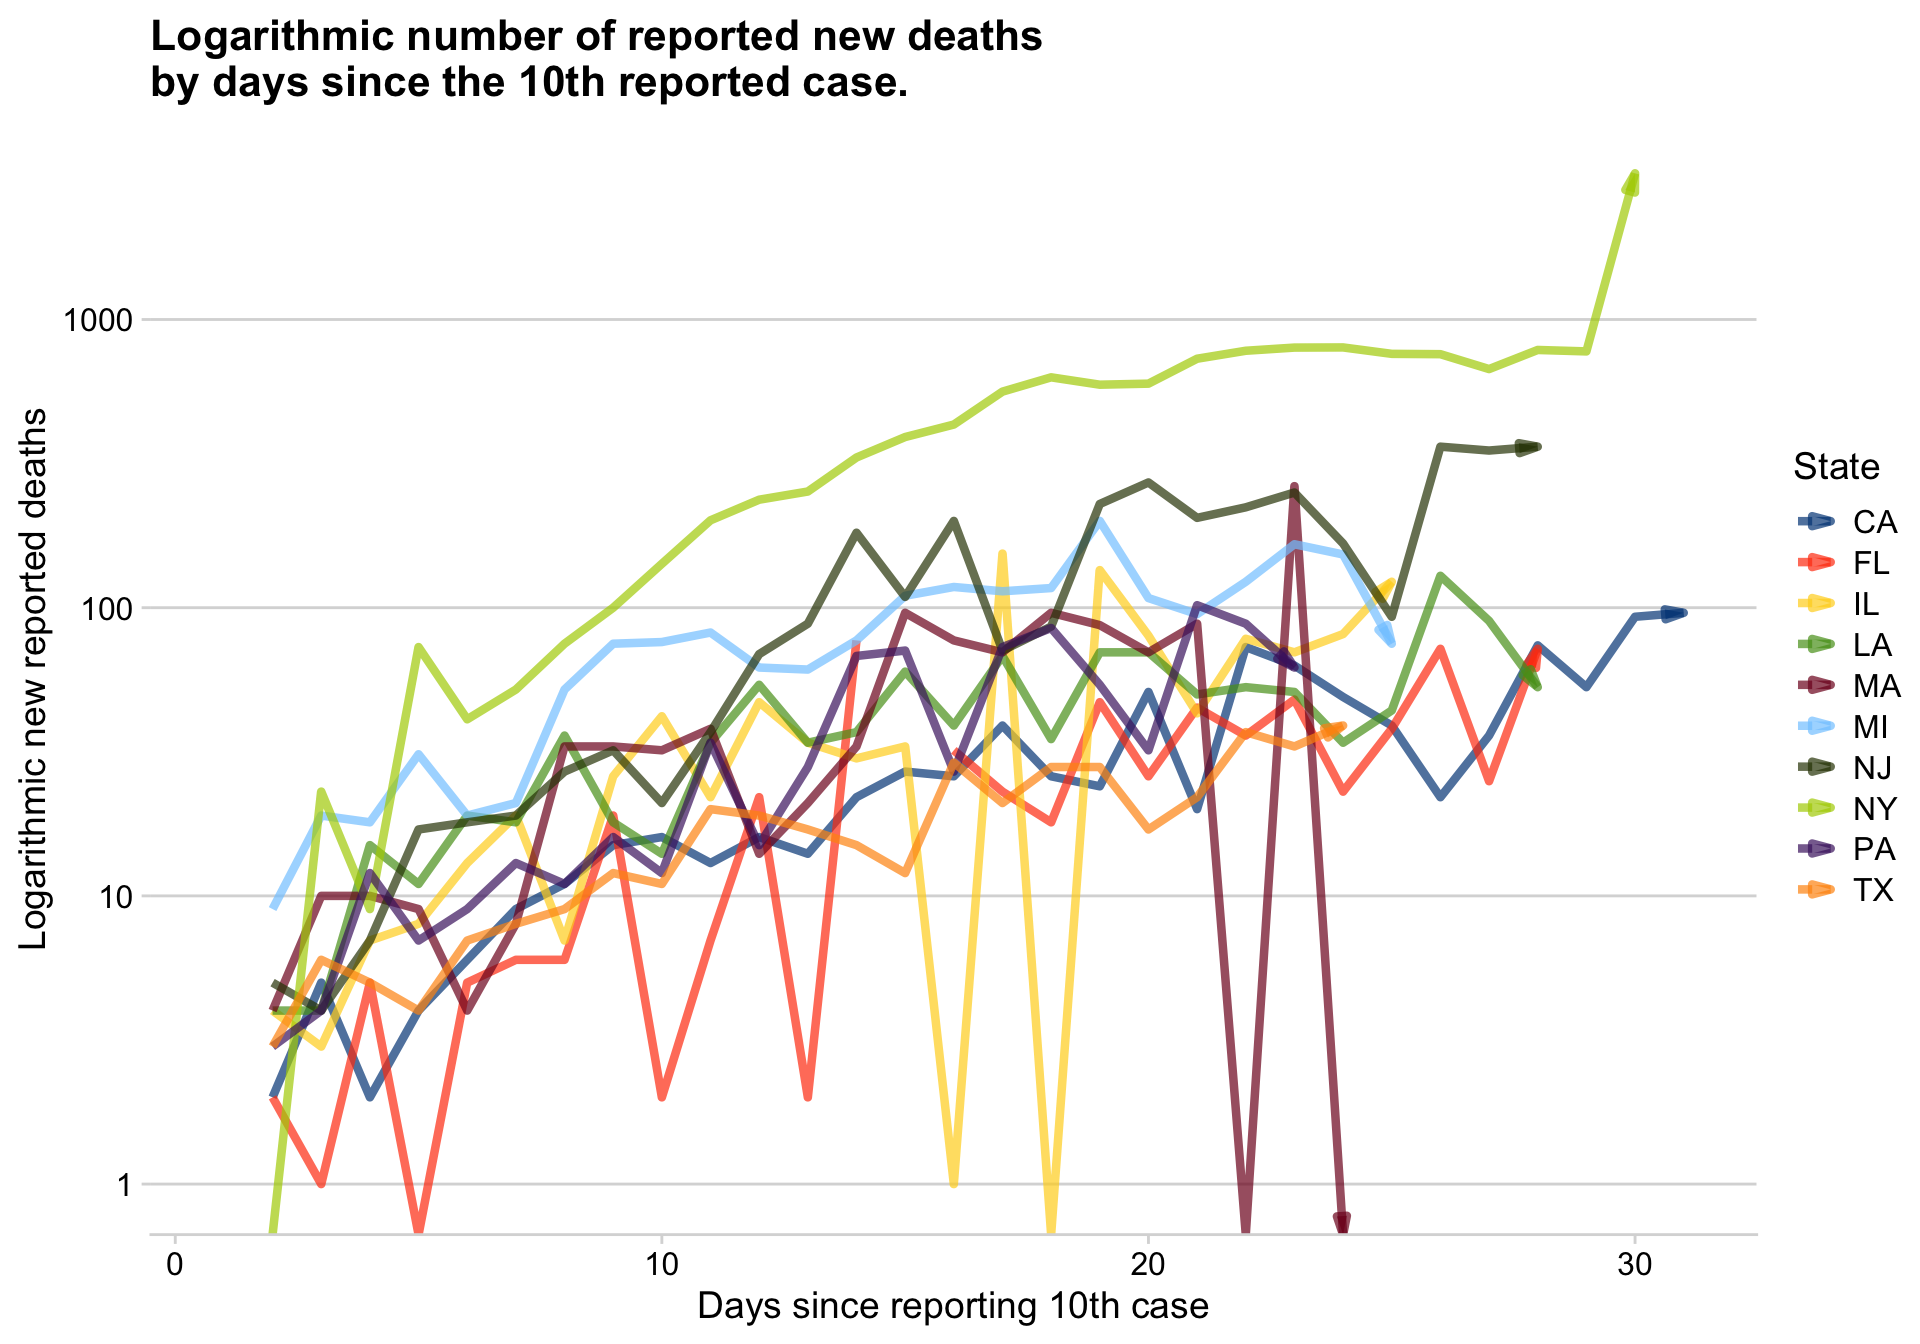 Logarithmic number of reported new deaths
by days since the 10th reported case.
Logarithmic new reported deaths
1000
100
10
1
0
10
20
30
Days since reporting 10th case
State
CA
FL
IL
LA
MA
MI
NJ
NY
PA
TX